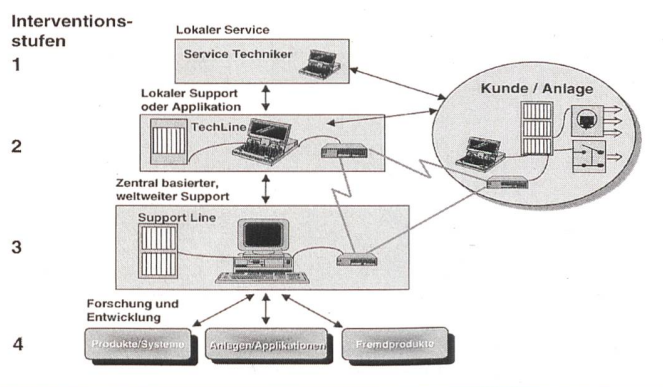 Interventions-
stufen
Lokaler Service
1
Service Techniker
Kunde / Anlage
Lokaler Support
oder Applikation
2
TechLine
Zentral basierter,
weltweiter Support
3
Support Line
Forschung und
Entwicklung
4
Produkte/Systeme
Anlagen/Applikationen
Fremdprodukte